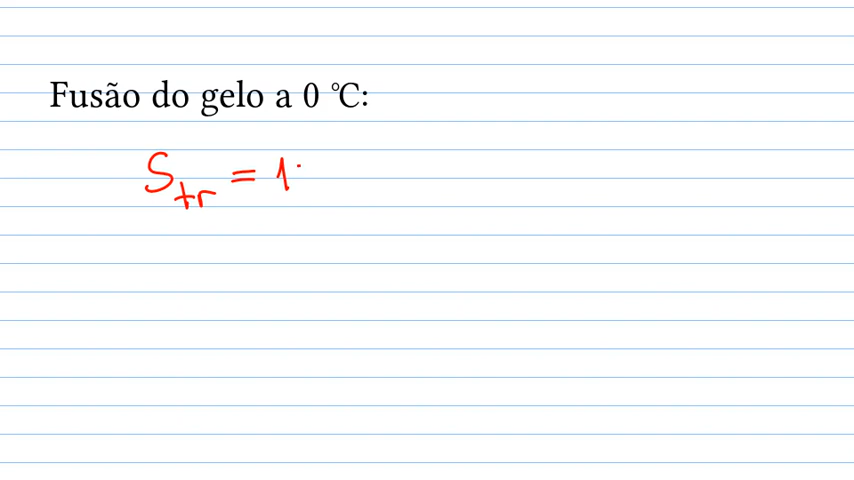 Fusão do gelo a 0 °C:
S_tr = 1